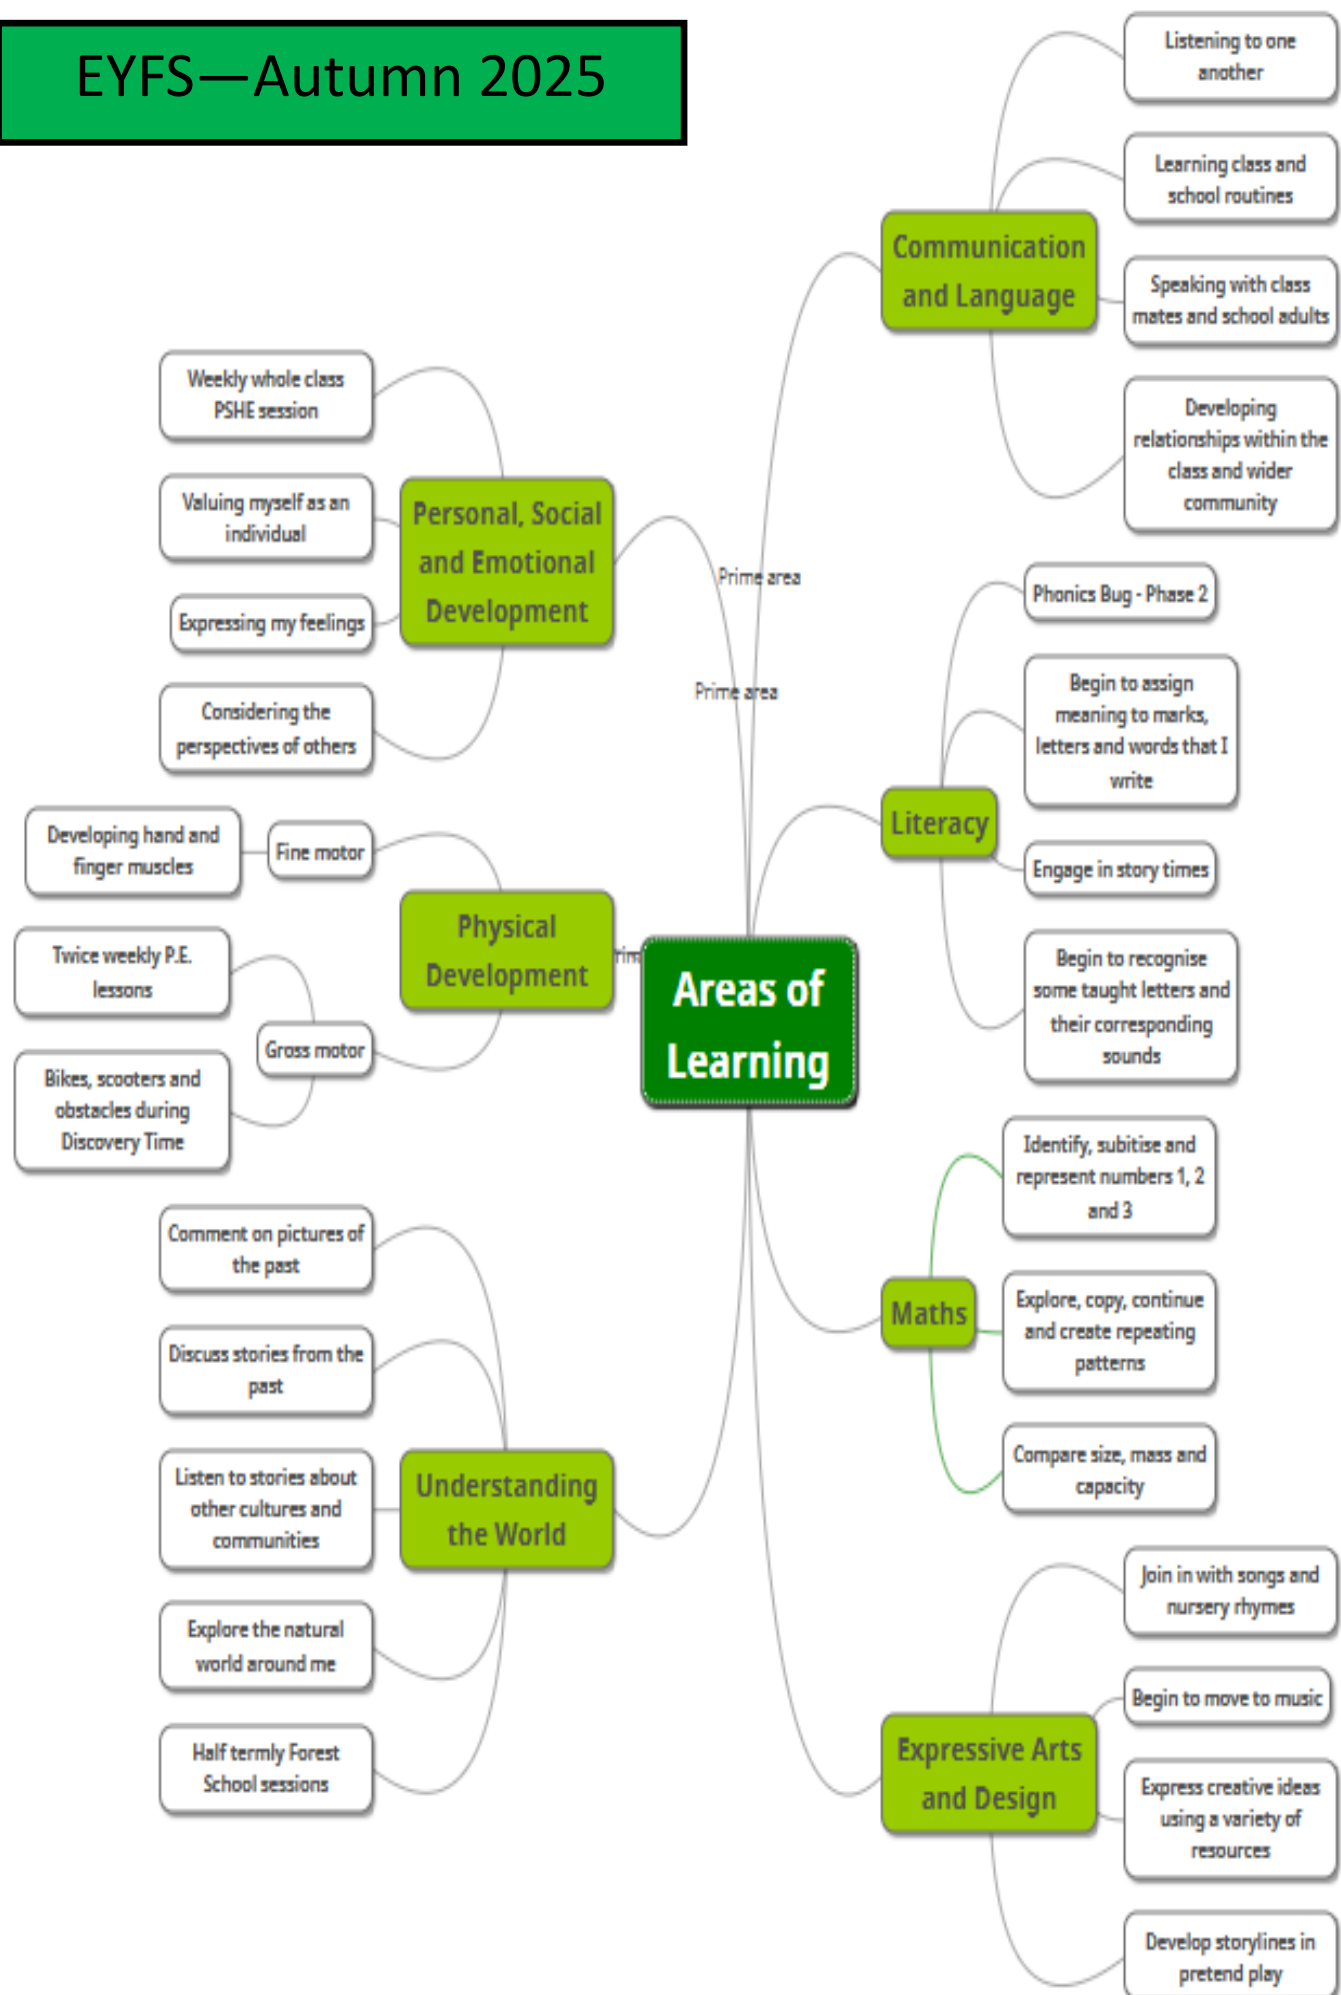 EYFS—Autumn 2025
Listening to one
another
Learning class and
school routines
Communication
and Language
Speaking with class
mates and school adults
Developing
relationships within the
class and wider
community
Weekly whole class
PSHE session
Valuing myself as an
individual
Personal, Social
and Emotional
Development
Expressing my feelings
Considering the
perspectives of others
Prime area
Prime area
Phonics Bug - Phase 2
Begin to assign
meaning to marks,
letters and words that I
write
Literacy
Engage in story times
Begin to recognise
some taught letters and
their corresponding
sounds
Developing hand and
finger muscles
Fine motor
Physical
Development
Twice weekly P.E.
lessons
Gross motor
Bikes, scooters and
obstacles during
Discovery Time
Areas of
Learning
Identify, subitise and
represent numbers 1, 2
and 3
Maths
Explore, copy, continue
and create repeating
patterns
Compare size, mass and
capacity
Comment on pictures of
the past
Discuss stories from the
past
Listen to stories about
other cultures and
communities
Understanding
the World
Explore the natural
world around me
Half termly Forest
School sessions
Join in with songs and
nursery rhymes
Begin to move to music
Expressive Arts
and Design
Express creative ideas
using a variety of
resources
Develop storylines in
pretend play